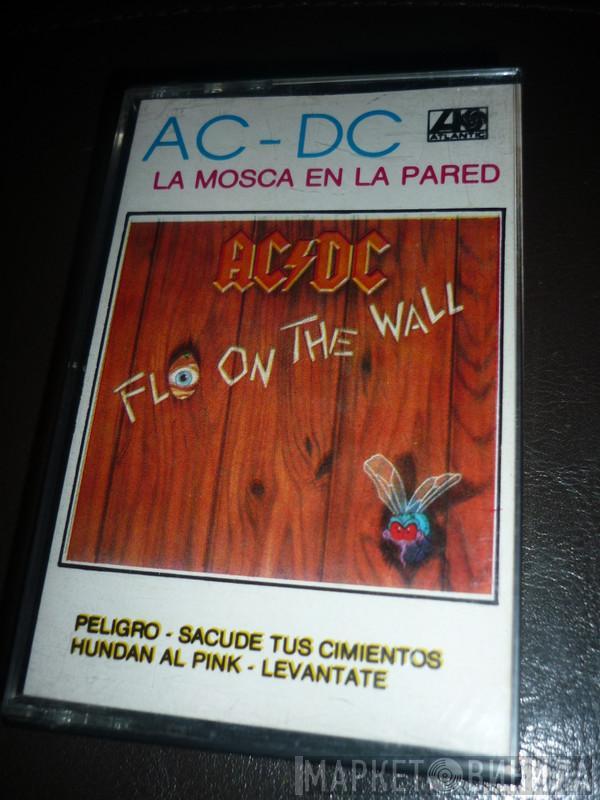 AC-DC
ATLANTIC
LA MOSCA EN LA PARED
AC⚡DC
FLY ON THE WALL
PELIGRO - SACUDE TUS CIMIENTOS
HUNDAN AL PINK - LEVANTATE
МАРКЕТ ВИНИЛА